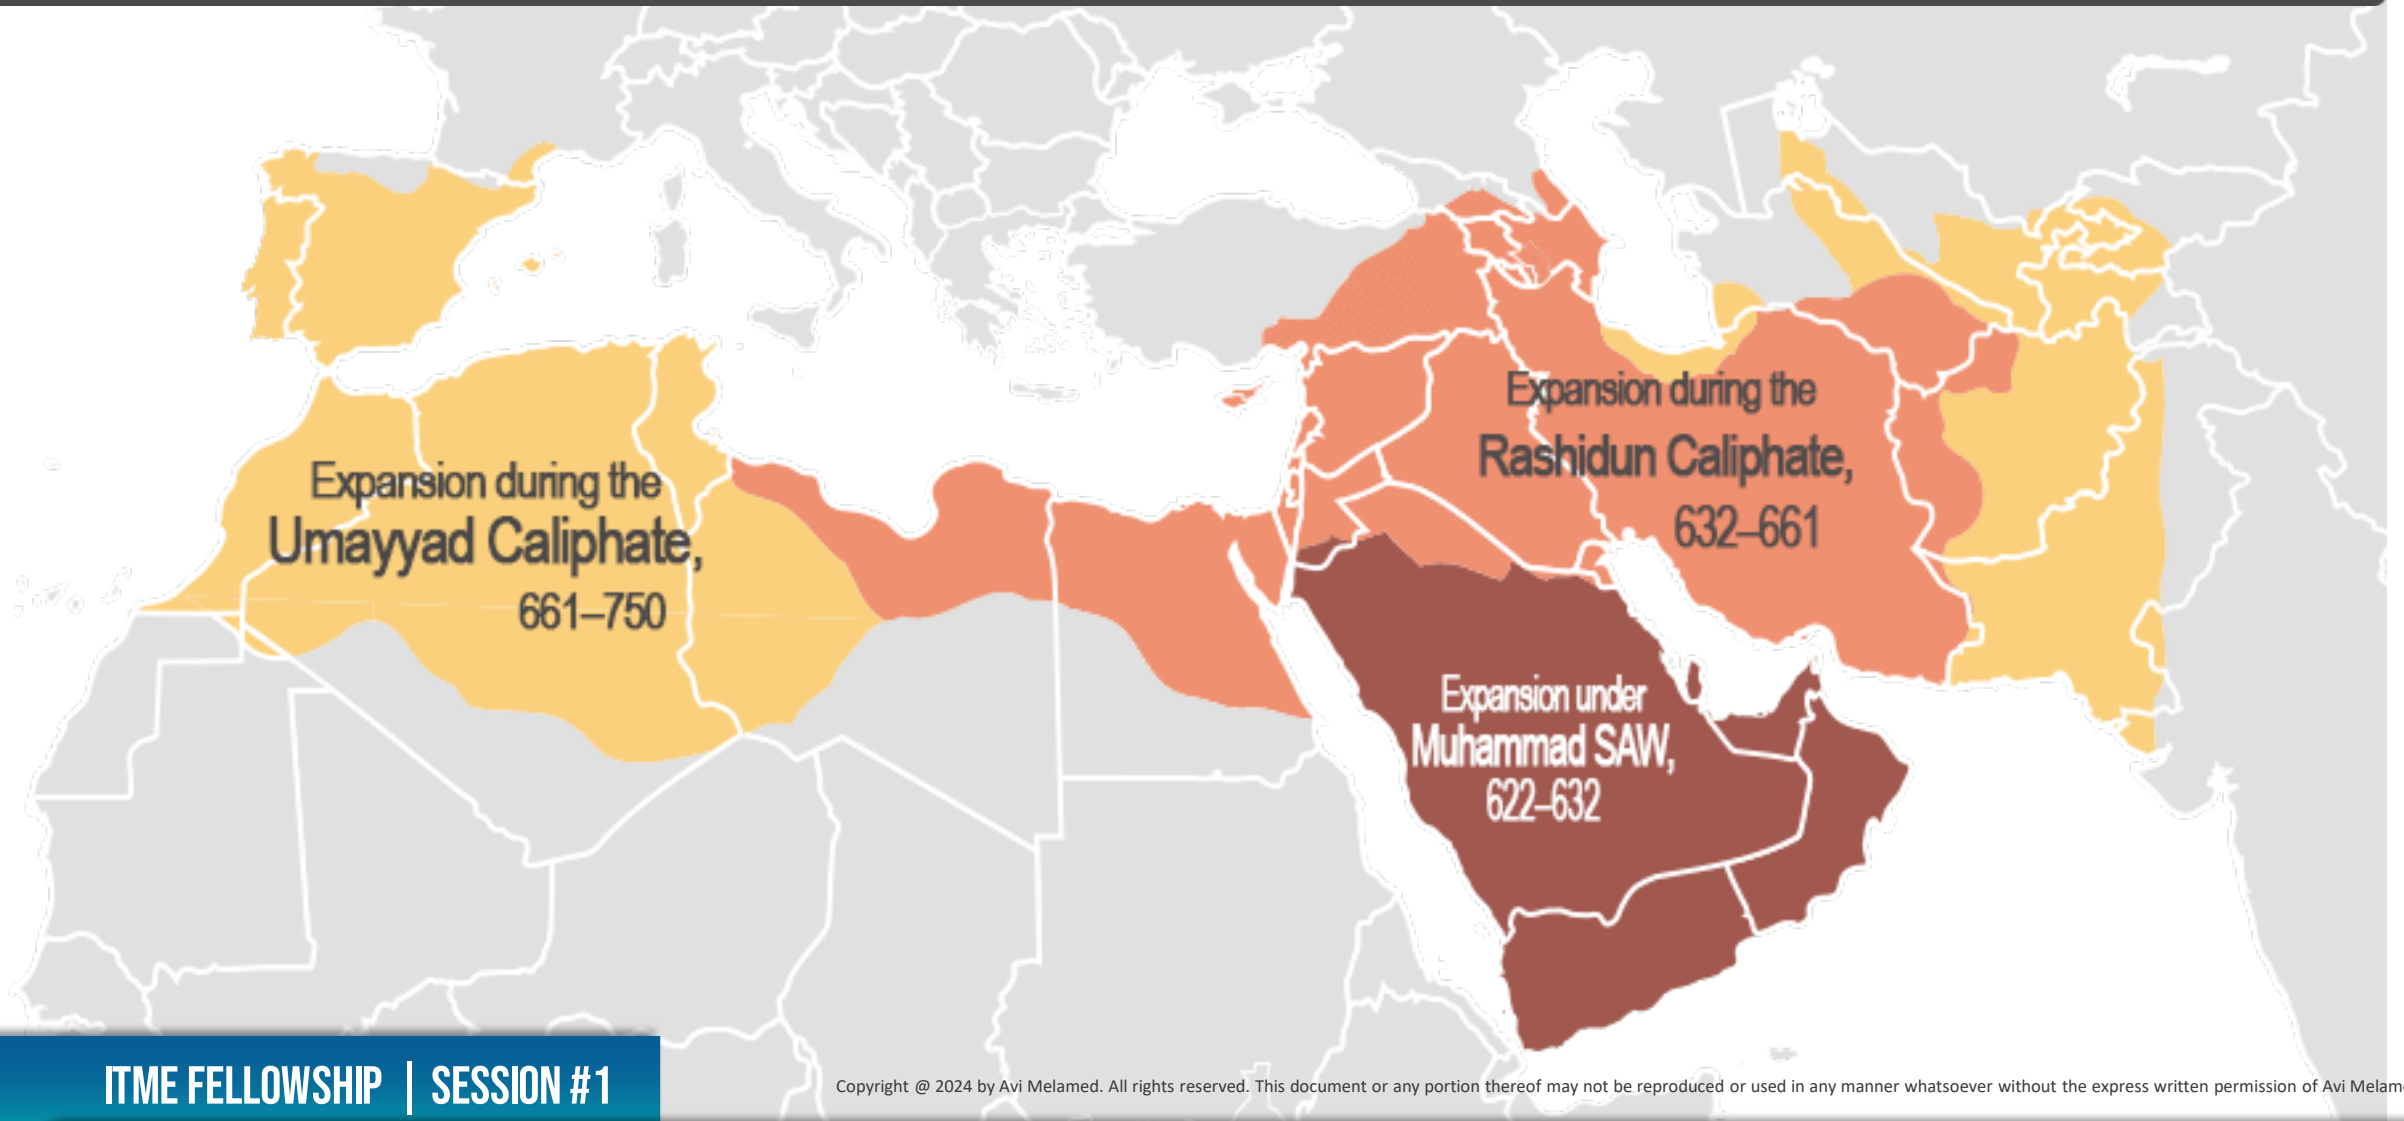 Expansion during the
Umayyad Caliphate,
661–750
Expansion during the
Rashidun Caliphate,
632–661
Expansion under
Muhammad SAW,
622–632
ITME FELLOWSHIP | SESSION #1
Copyright @ 2024 by Avi Melamed. All rights reserved. This document or any portion thereof may not be reproduced or used in any manner whatsoever without the express written permission of Avi Melam